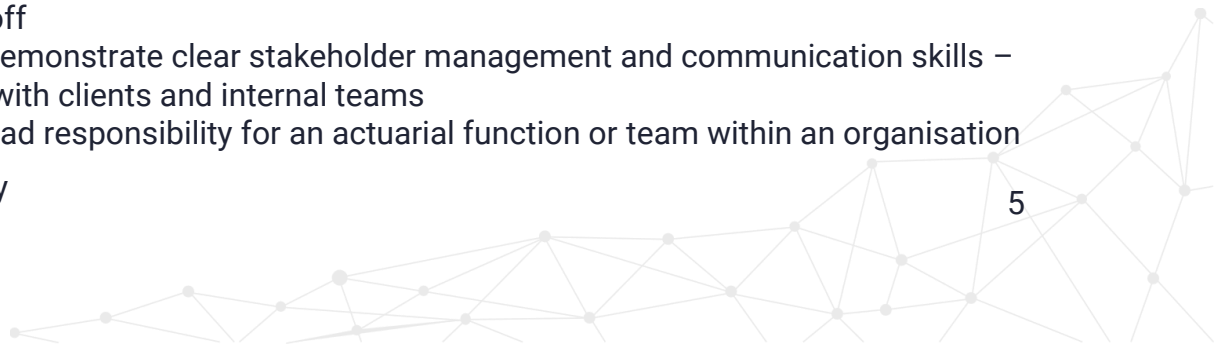 off
emonstrate clear stakeholder management and communication skills –
with clients and internal teams
ad responsibility for an actuarial function or team within an organisation
y
5